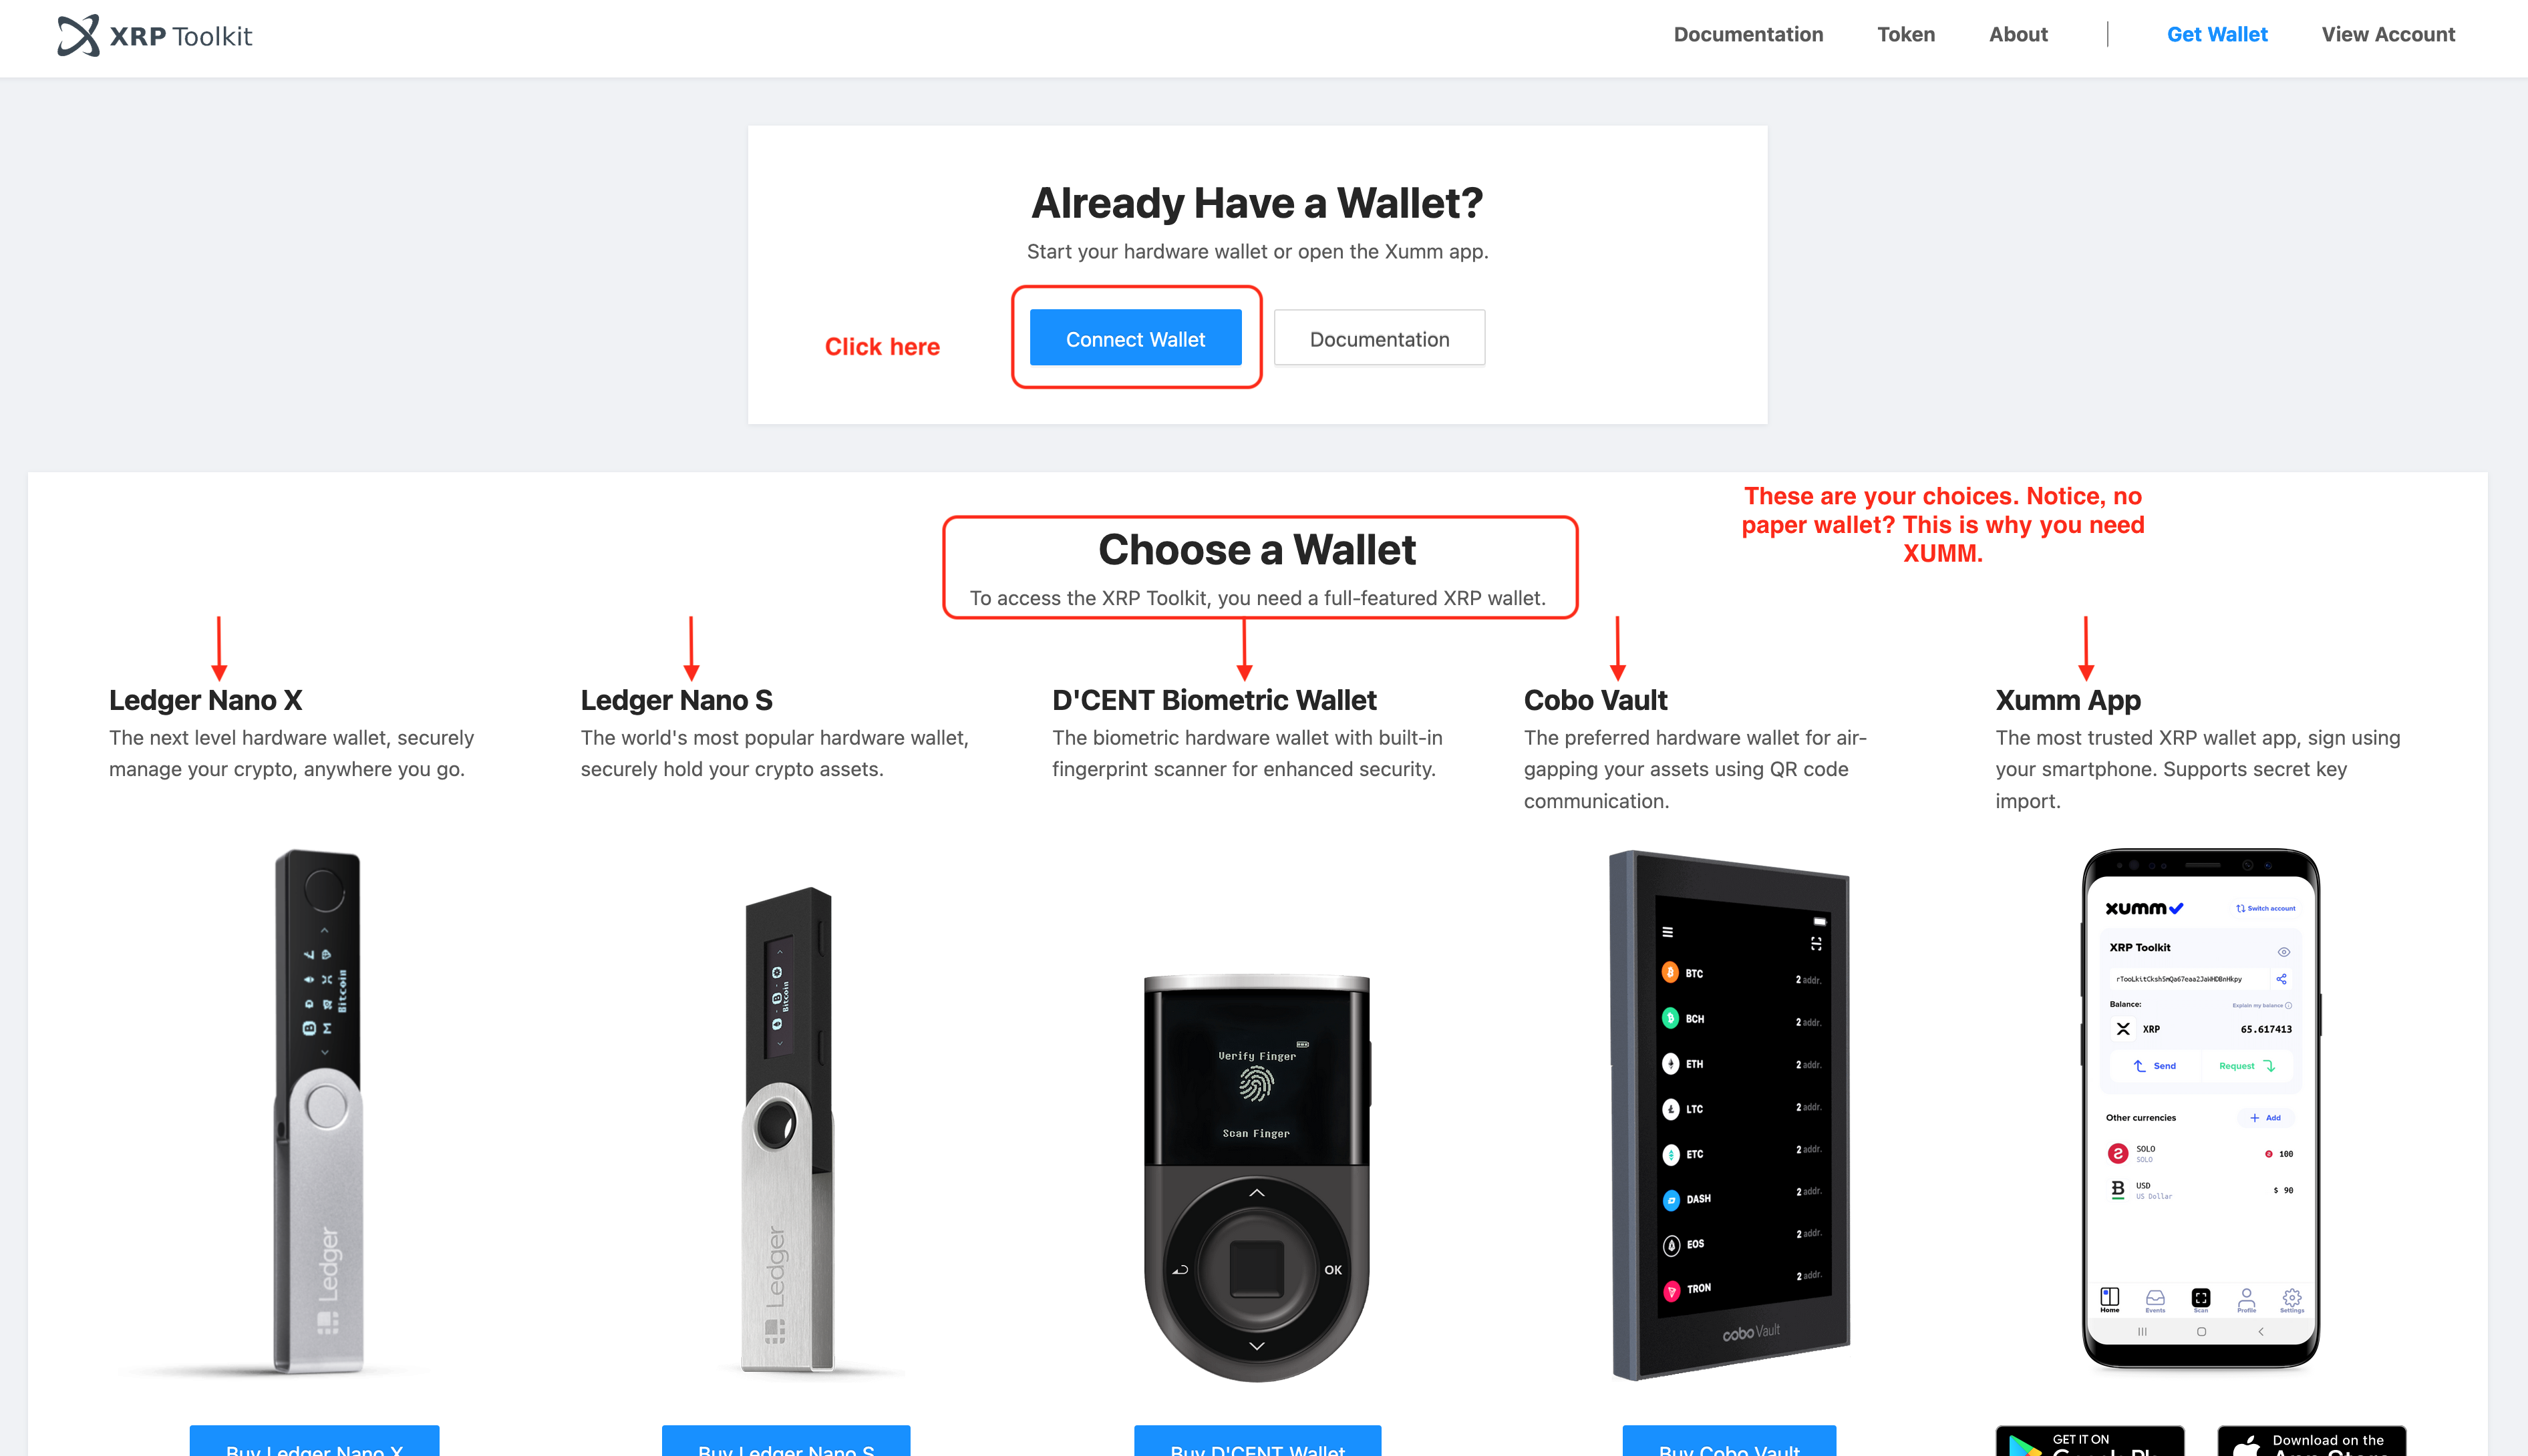 XRP Toolkit
Documentation
Token
About
Get Wallet
View Account
Already Have a Wallet?
Start your hardware wallet or open the Xumm app.
Click here
Connect Wallet
Documentation
These are your choices. Notice, no
paper wallet? This is why you need
XUMM.
Choose a Wallet
To access the XRP Toolkit, you need a full-featured XRP wallet.
Ledger Nano X
The next level hardware wallet, securely
manage your crypto, anywhere you go.
Ledger Nano S
The world's most popular hardware wallet,
securely hold your crypto assets.
D'CENT Biometric Wallet
The biometric hardware wallet with built-in
fingerprint scanner for enhanced security.
Cobo Vault
The preferred hardware wallet for air-
gapping your assets using QR code
communication.
Xumm App
The most trusted XRP wallet app, sign using
your smartphone. Supports secret key
import.
Bitcoin
Ledger
Bitcoin
Ledger
Verify Finger
Scan Finger
OK
BTC 2 addr.
BCH 2 addr.
ETH 2 addr.
LTC 2 addr.
ETC 2 addr.
DASH 2 addr.
EOS 2 addr.
TRON 2 addr.
cobo Vault
xumm
Switch account
XRP Toolkit
Balance:
Explain my balance
XRP 65.617413
Send
Request
Other currencies
Add
SOLO
SOLO
100
USD
US Dollar
$ 90
Home
Events
Scan
Profile
Settings
Buy Ledger Nano X
Buy Ledger Nano S
Buy D'CENT Wallet
Buy Cobo Vault
GET IT ON
Download on the